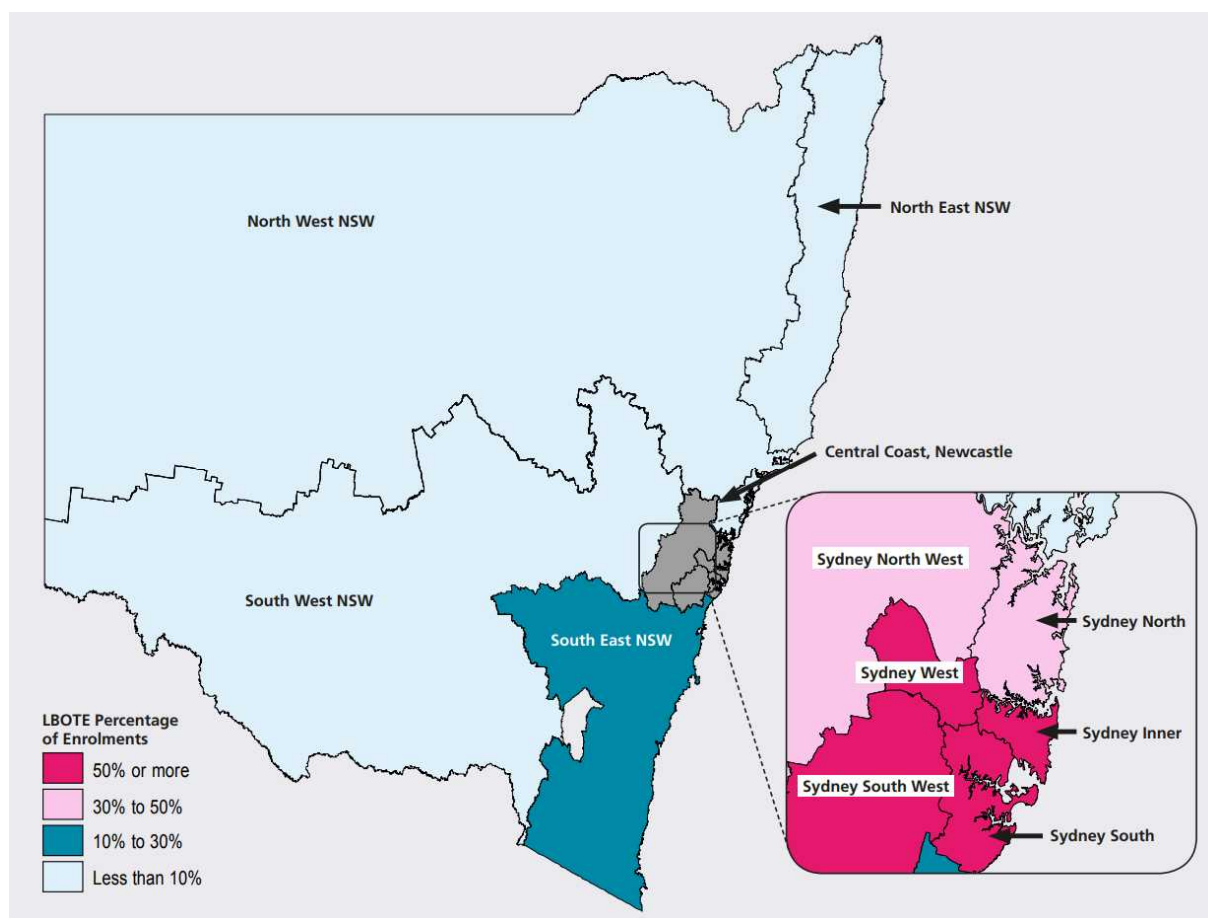 North West NSW
North East NSW
Central Coast, Newcastle
South West NSW
South East NSW
Sydney North West
Sydney North
Sydney West
Sydney Inner
Sydney South West
Sydney South
LBOTE Percentage
of Enrolments
50% or more
30% to 50%
10% to 30%
Less than 10%